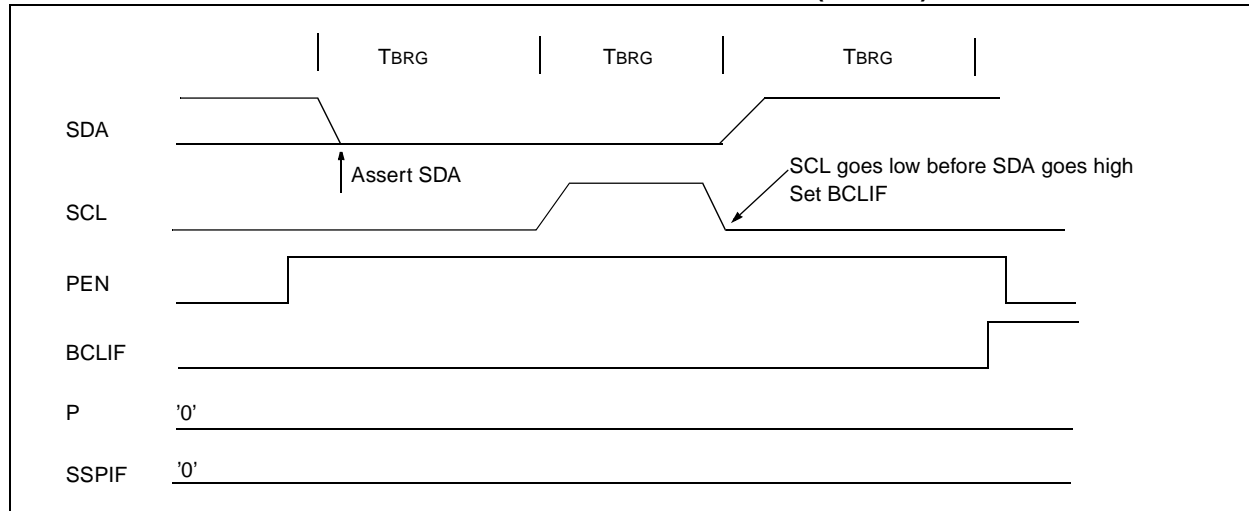 TBRG TBRG TBRG
SDA
Assert SDA
SCL goes low before SDA goes high
Set BCLIF
SCL
PEN
BCLIF
P '0'
SSPIF '0'